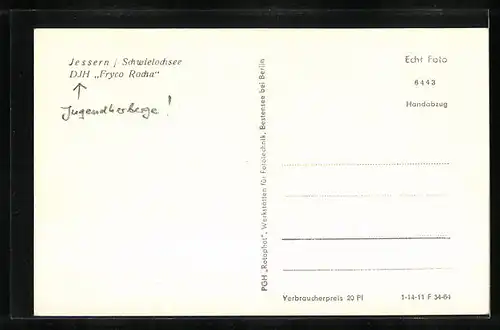 Jessern / Schwielochsee
DJH „Fryco Rocha"
Jugendherberge!
PGH „Rotophot", Werkstätten für Fototechnik, Bestensee bei Berlin
Echt Foto
6443
Handabzug
Verbraucherpreis 20 Pf
1-14-11 F 34-64